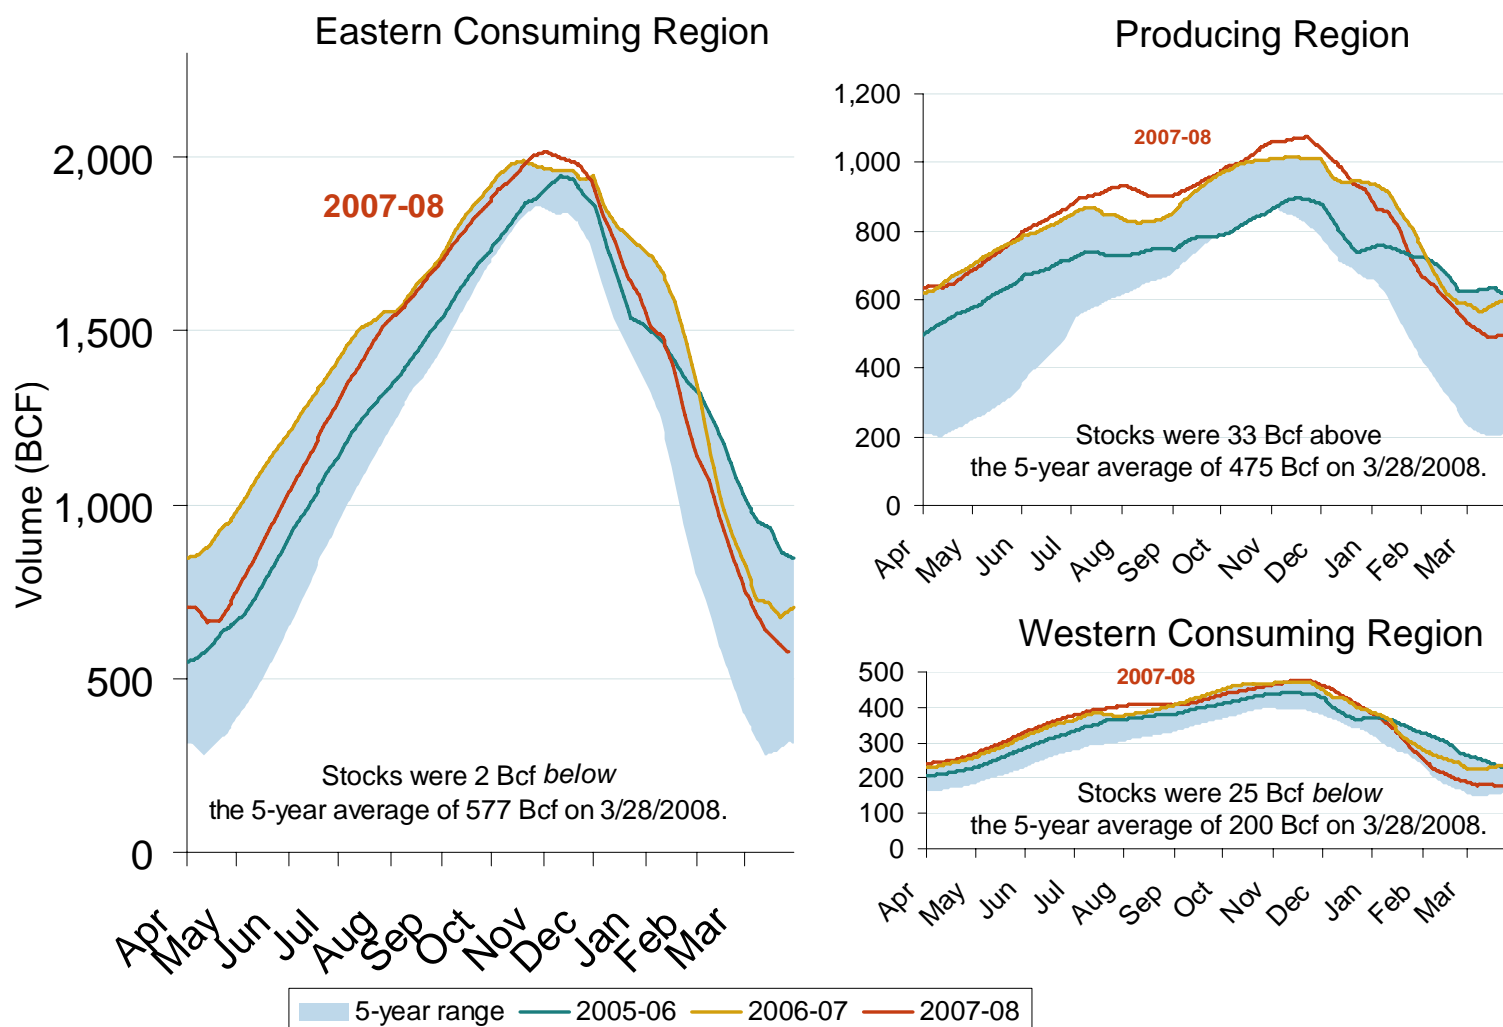 Eastern Consuming Region
Volume (BCF)
2,000
1,500
1,000
500
0
2007-08
Stocks were 2 Bcf below
the 5-year average of 577 Bcf on 3/28/2008.
Apr May Jun Jul Aug Sep Oct Nov Dec Jan Feb Mar
Producing Region
1,200
1,000
800
600
400
200
0
2007-08
Stocks were 33 Bcf above
the 5-year average of 475 Bcf on 3/28/2008.
Apr May Jun Jul Aug Sep Oct Nov Dec Jan Feb Mar
Western Consuming Region
500
400
300
200
100
0
2007-08
Stocks were 25 Bcf below
the 5-year average of 200 Bcf on 3/28/2008.
Apr May Jun Jul Aug Sep Oct Nov Dec Jan Feb Mar
5-year range 2005-06 2006-07 2007-08